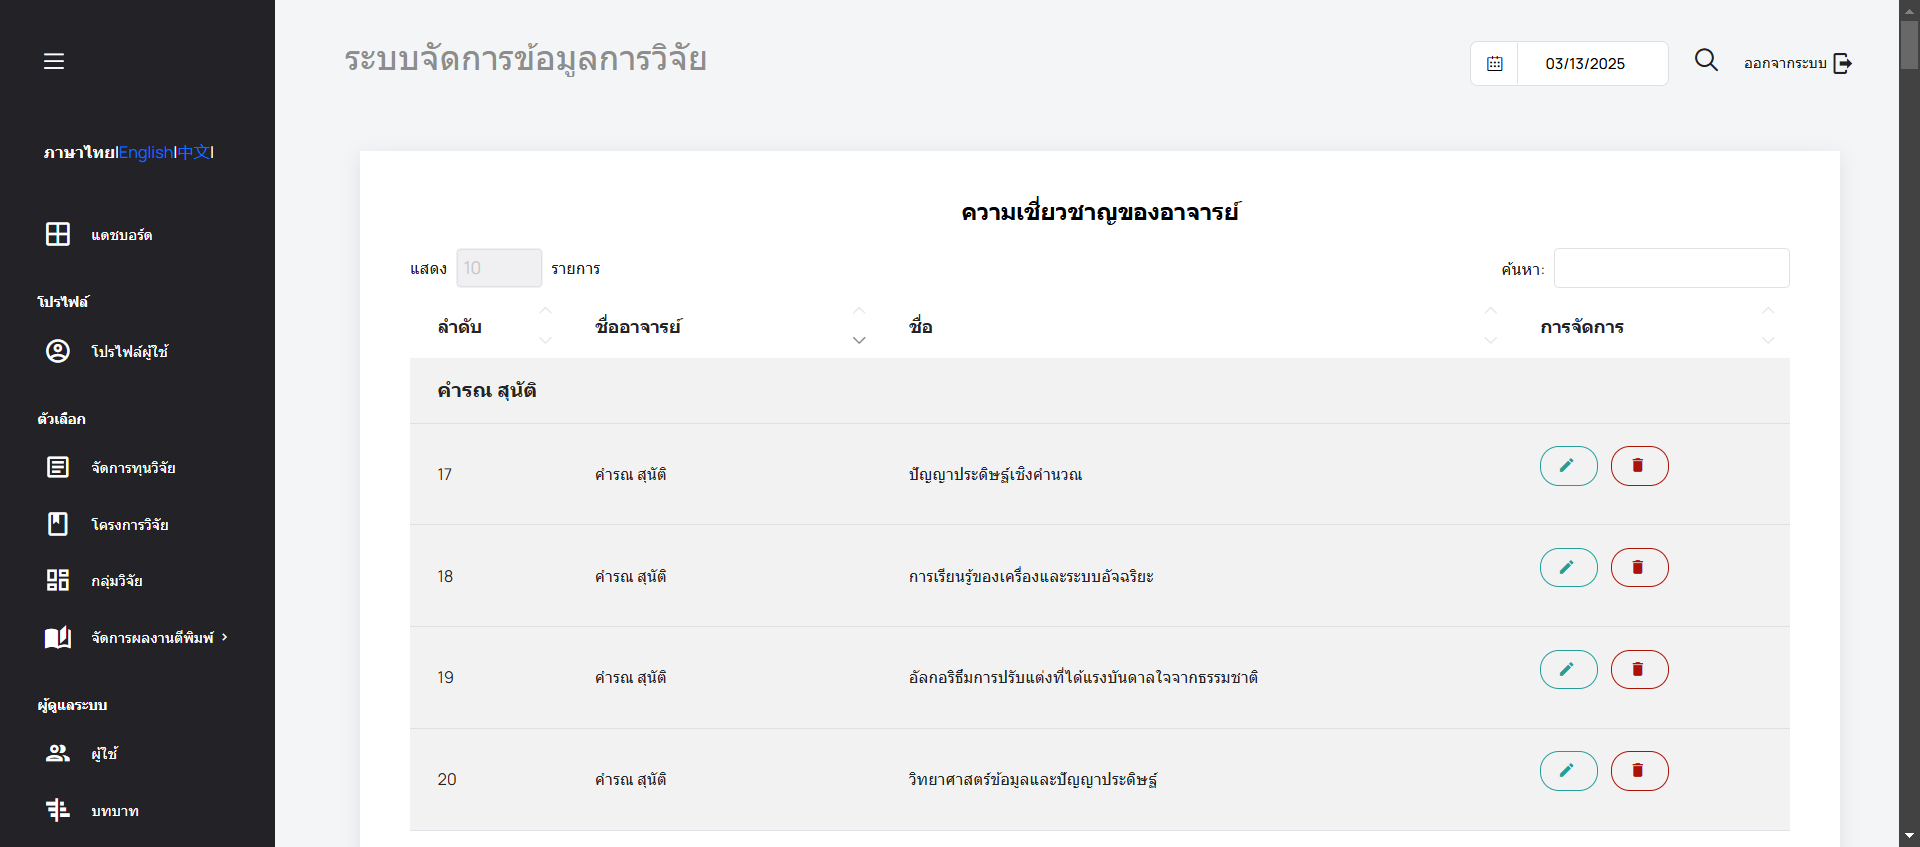 ระบบจัดการข้อมูลการวิจัย
03/13/2025
ออกจากระบบ
ภาษาไทย|English|中文|
แดชบอร์ด
โปรไฟล์
โปรไฟล์ผู้ใช้
ตัวเลือก
จัดการทุนวิจัย
โครงการวิจัย
กลุ่มวิจัย
จัดการผลงานตีพิมพ์
ผู้ดูแลระบบ
ผู้ใช้
บทบาท
ความเชี่ยวชาญของอาจารย์
แสดง 10 รายการ
ค้นหา:
ลำดับ ชื่ออาจารย์ ชื่อ การจัดการ
คำรณ สุนัติ
17 คำรณ สุนัติ ปัญญาประดิษฐ์เชิงคำนวณ
18 คำรณ สุนัติ การเรียนรู้ของเครื่องและระบบอัจฉริยะ
19 คำรณ สุนัติ อัลกอริธึมการปรับแต่งที่ได้แรงบันดาลใจจากธรรมชาติ
20 คำรณ สุนัติ วิทยาศาสตร์ข้อมูลและปัญญาประดิษฐ์